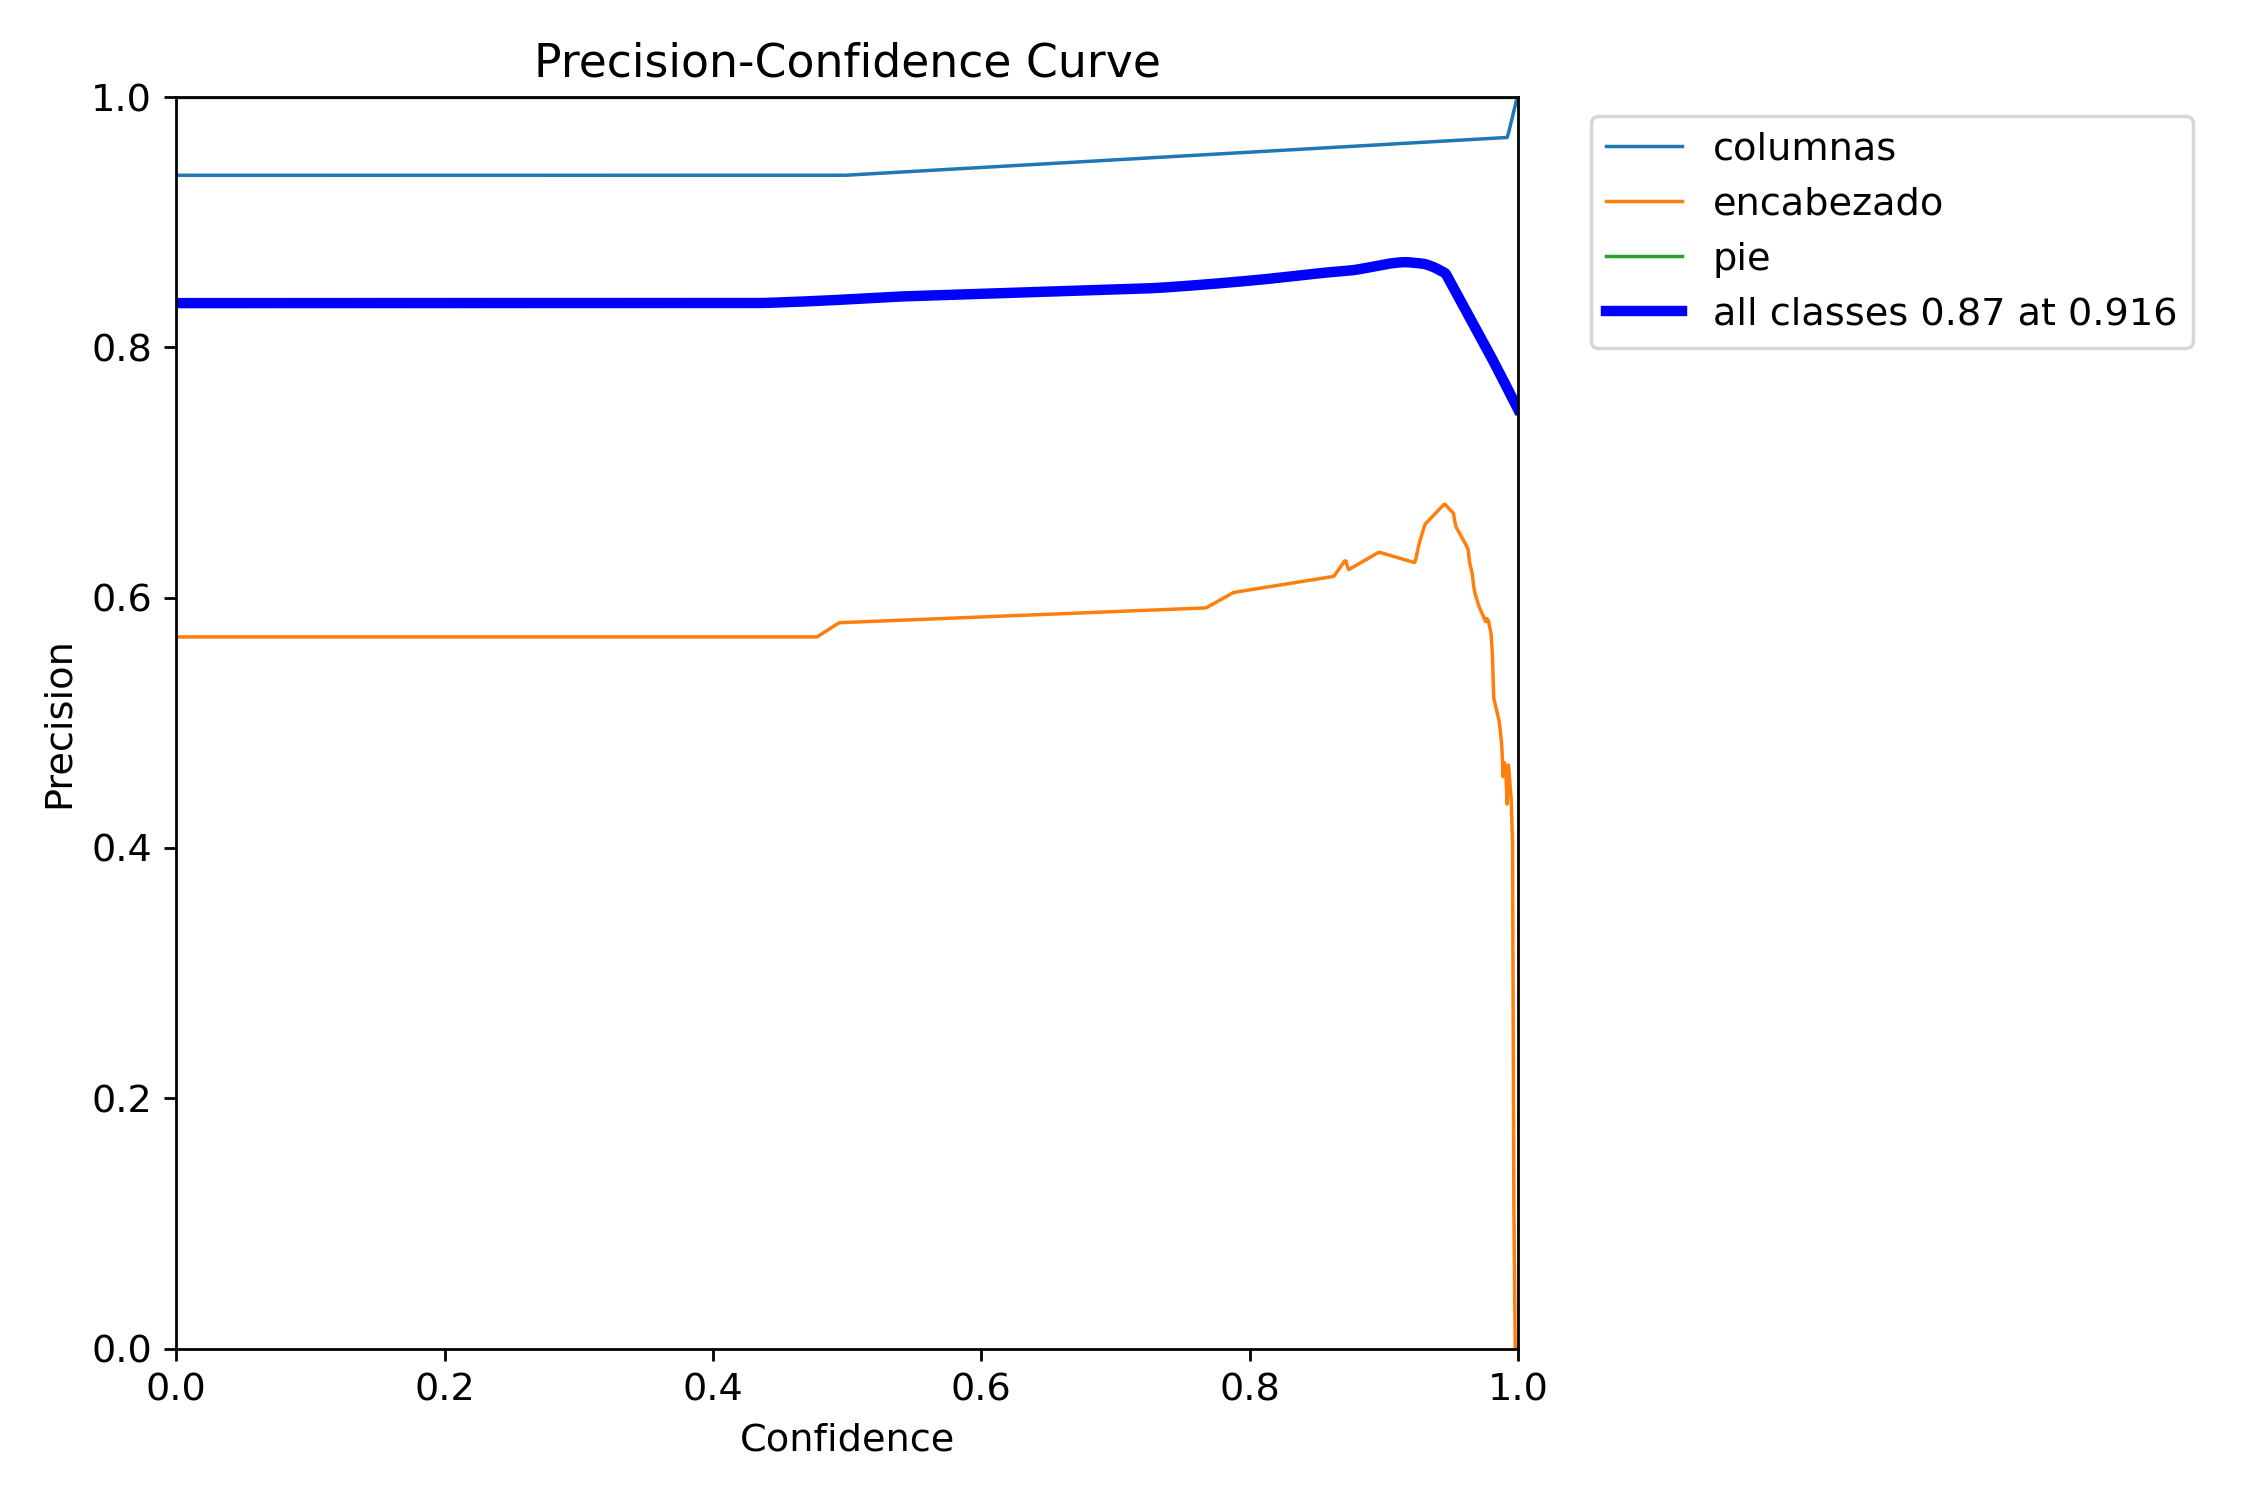 Precision-Confidence Curve
1.0
0.8
0.6
0.4
0.2
0.0
Precision
0.0 0.2 0.4 0.6 0.8 1.0
Confidence
columnas
encabezado
pie
all classes 0.87 at 0.916